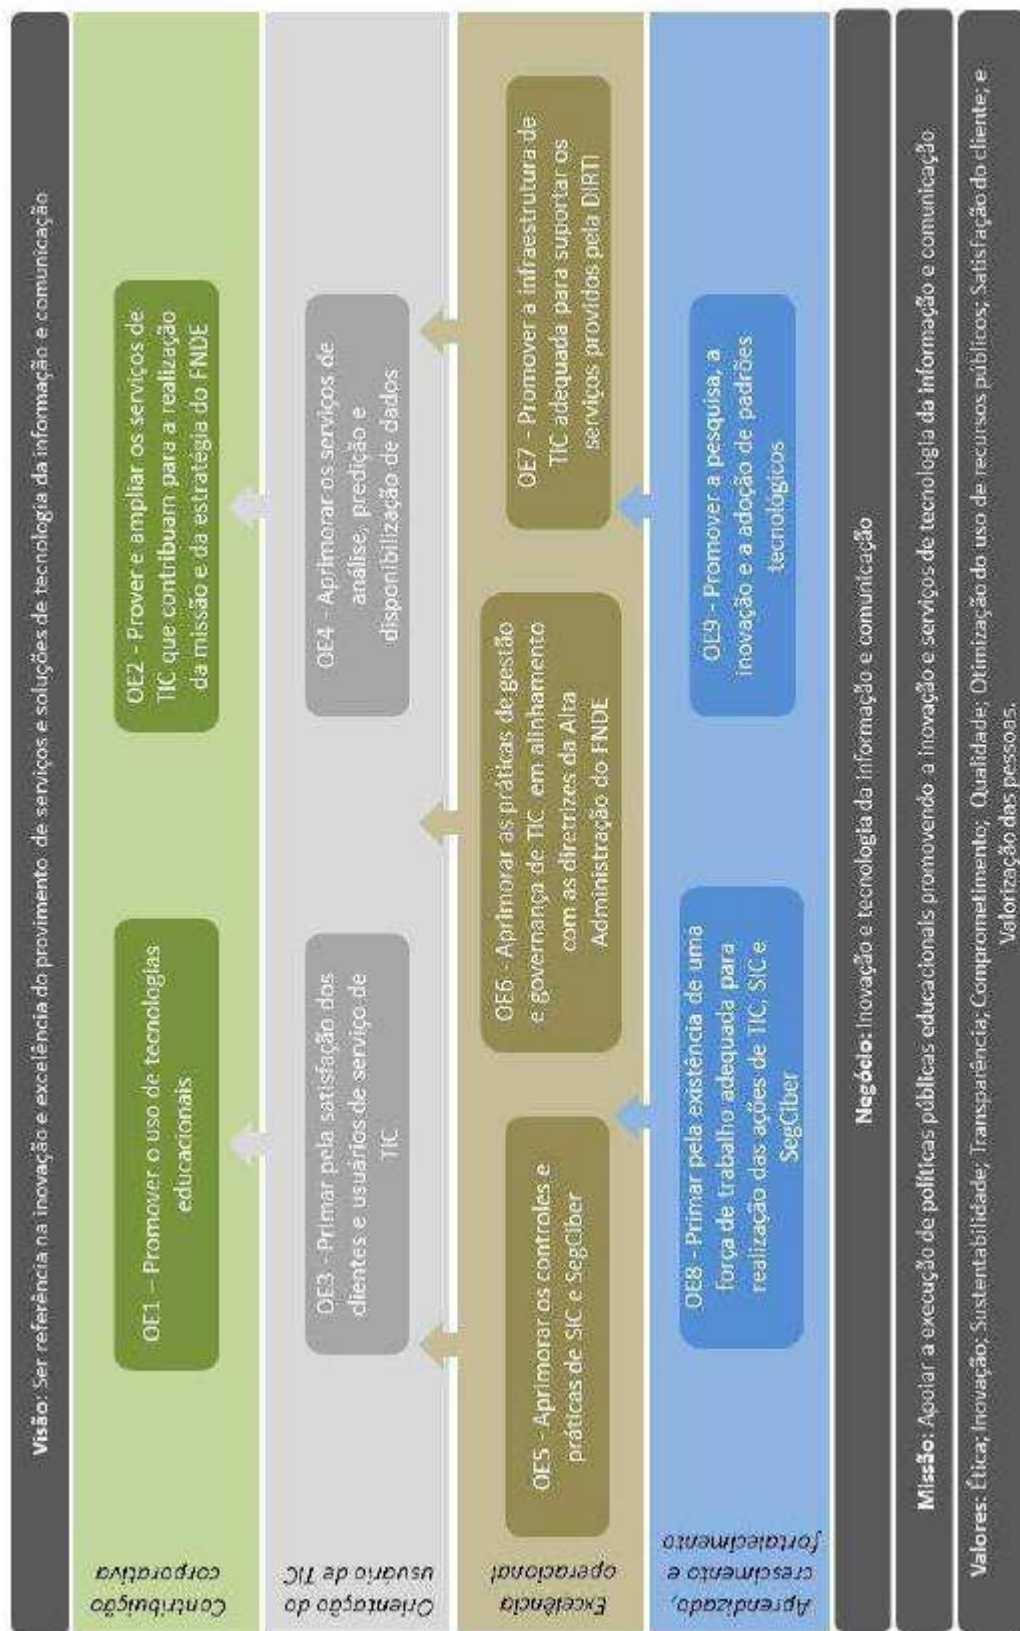 Visão: Ser referência na inovação e excelência do provimento de serviços e soluções de tecnologia da informação e comunicação
Contribuição
corporativa
OE1 – Promover o uso de tecnologias
educacionais
OE2 - Prover e ampliar os serviços de
TIC que contribuam para a realização
da missão e da estratégia do FNDE
Orientação do
usuário de TIC
OE3 - Primar pela satisfação dos
clientes e usuários de serviço de
TIC
OE4 - Aprimorar os serviços de
análise, predição e
disponibilização de dados
Excelência
operacional
OE5 - Aprimorar os controles e
práticas de SIC e SegCiber
OE6 - Aprimorar as práticas de gestão
e governança de TIC em alinhamento
com as diretrizes da Alta
Administração do FNDE
OE7 - Promover a infraestrutura de
TIC adequada para suportar os
serviços providos pela DIRTI
Aprendizado,
crescimento e
fortalecimento
OE8 - Primar pela existência de uma
força de trabalho adequada para
realização das ações de TIC, SIC e
SegCiber
OE9 - Promover a pesquisa, a
inovação e a adoção de padrões
tecnológicos
Negócio: Inovação e tecnologia da informação e comunicação
Missão: Apoiar a execução de políticas públicas educacionais promovendo a inovação e serviços de tecnologia da informação e comunicação
Valores: Ética; Inovação; Sustentabilidade; Transparência; Comprometimento; Qualidade; Otimização do uso de recursos públicos; Satisfação do cliente; e
Valorização das pessoas.